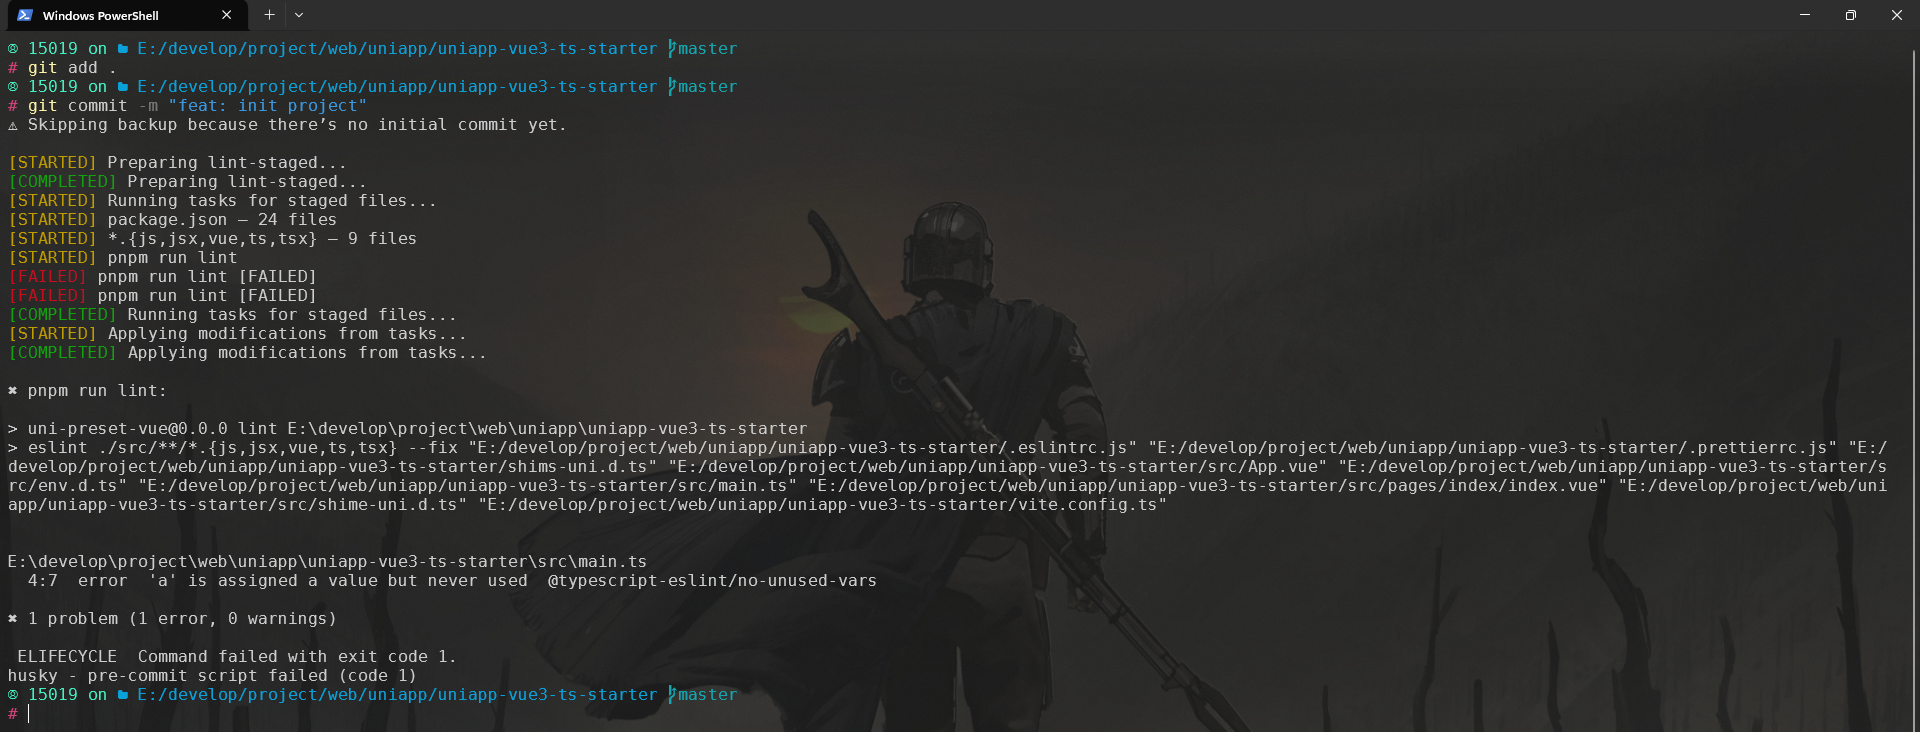 Windows PowerShell
@ 15019 on E:/develop/project/web/uniapp/uniapp-vue3-ts-starter master
# git add .
@ 15019 on E:/develop/project/web/uniapp/uniapp-vue3-ts-starter master
# git commit -m "feat: init project"
⚠ Skipping backup because there’s no initial commit yet.
[STARTED] Preparing lint-staged...
[COMPLETED] Preparing lint-staged...
[STARTED] Running tasks for staged files...
[STARTED] package.json — 24 files
[STARTED] *.{js,jsx,vue,ts,tsx} — 9 files
[STARTED] pnpm run lint
[FAILED] pnpm run lint [FAILED]
[FAILED] pnpm run lint [FAILED]
[COMPLETED] Running tasks for staged files...
[STARTED] Applying modifications from tasks...
[COMPLETED] Applying modifications from tasks...
✖ pnpm run lint:
> uni-preset-vue@0.0.0 lint E:\develop\project\web\uniapp\uniapp-vue3-ts-starter
> eslint ./src/**/*.{js,jsx,vue,ts,tsx} --fix "E:/develop/project/web/uniapp/uniapp-vue3-ts-starter/.eslintrc.js" "E:/develop/project/web/uniapp/uniapp-vue3-ts-starter/.prettierrc.js" "E:/
develop/project/web/uniapp/uniapp-vue3-ts-starter/shims-uni.d.ts" "E:/develop/project/web/uniapp/uniapp-vue3-ts-starter/src/App.vue" "E:/develop/project/web/uniapp/uniapp-vue3-ts-starter/s
rc/env.d.ts" "E:/develop/project/web/uniapp/uniapp-vue3-ts-starter/src/main.ts" "E:/develop/project/web/uniapp/uniapp-vue3-ts-starter/src/pages/index/index.vue" "E:/develop/project/web/uni
app/uniapp-vue3-ts-starter/src/shime-uni.d.ts" "E:/develop/project/web/uniapp/uniapp-vue3-ts-starter/vite.config.ts"
E:\develop\project\web\uniapp\uniapp-vue3-ts-starter\src\main.ts
4:7  error  'a' is assigned a value but never used  @typescript-eslint/no-unused-vars
✖ 1 problem (1 error, 0 warnings)
ELIFECYCLE  Command failed with exit code 1.
husky - pre-commit script failed (code 1)
@ 15019 on E:/develop/project/web/uniapp/uniapp-vue3-ts-starter master
#